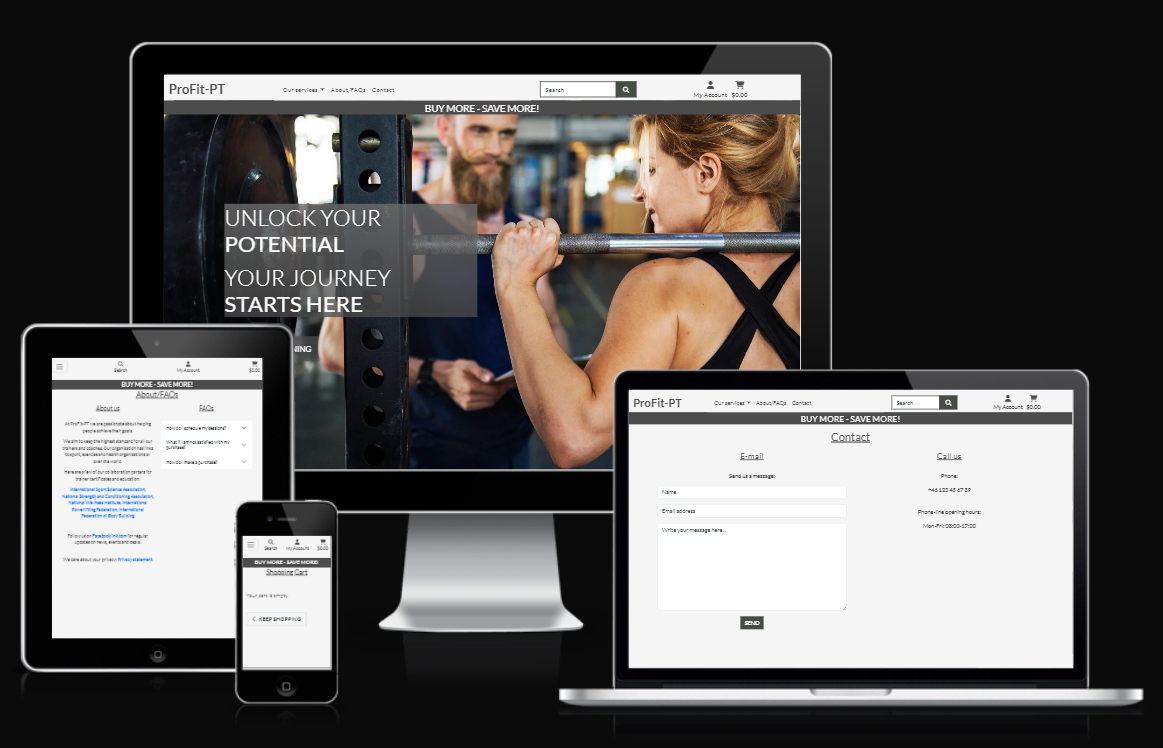 ProFit-PT
Our services About/FAQs Contact
Search
My Account $0.00
BUY MORE - SAVE MORE!
UNLOCK YOUR
POTENTIAL
YOUR JOURNEY
STARTS HERE
Search
My Account
$0.00
BUY MORE - SAVE MORE!
About/FAQs
About us
At ProFit-PT we are passionate about helping
people achieve their goals.
We aim to keep the highest standard for all our
trainers and coaches. Our organisation has links
to sport, exercise and health organisations all
over the world.
Here are a few of our collaboration partners for
trainer certificates and education:
International Sport Science Association,
National Strength and Conditioning Association,
National Wellness Institute, International
Powerlifting Federation, International
Federation of Body Building.
Follow us on Facebooklink.com for regular
updates on news, events and deals.
We care about your privacy: Privacy statement
FAQs
How do I schedule my sessions?
What if I am not satisfied with my
purchase?
How do I make a purchase?
Search
My Account
$0.00
BUY MORE - SAVE MORE!
Shopping Cart
Your cart is empty.
KEEP SHOPPING
ProFit-PT
Our services About/FAQs Contact
Search
My Account $0.00
BUY MORE - SAVE MORE!
Contact
E-mail
Send us a message:
Name
Email address
Write your message here...
SEND
Call us
Phone:
+46 123 45 67 89
Phone-line opening hours:
Mon-Fri: 08:00-17:00